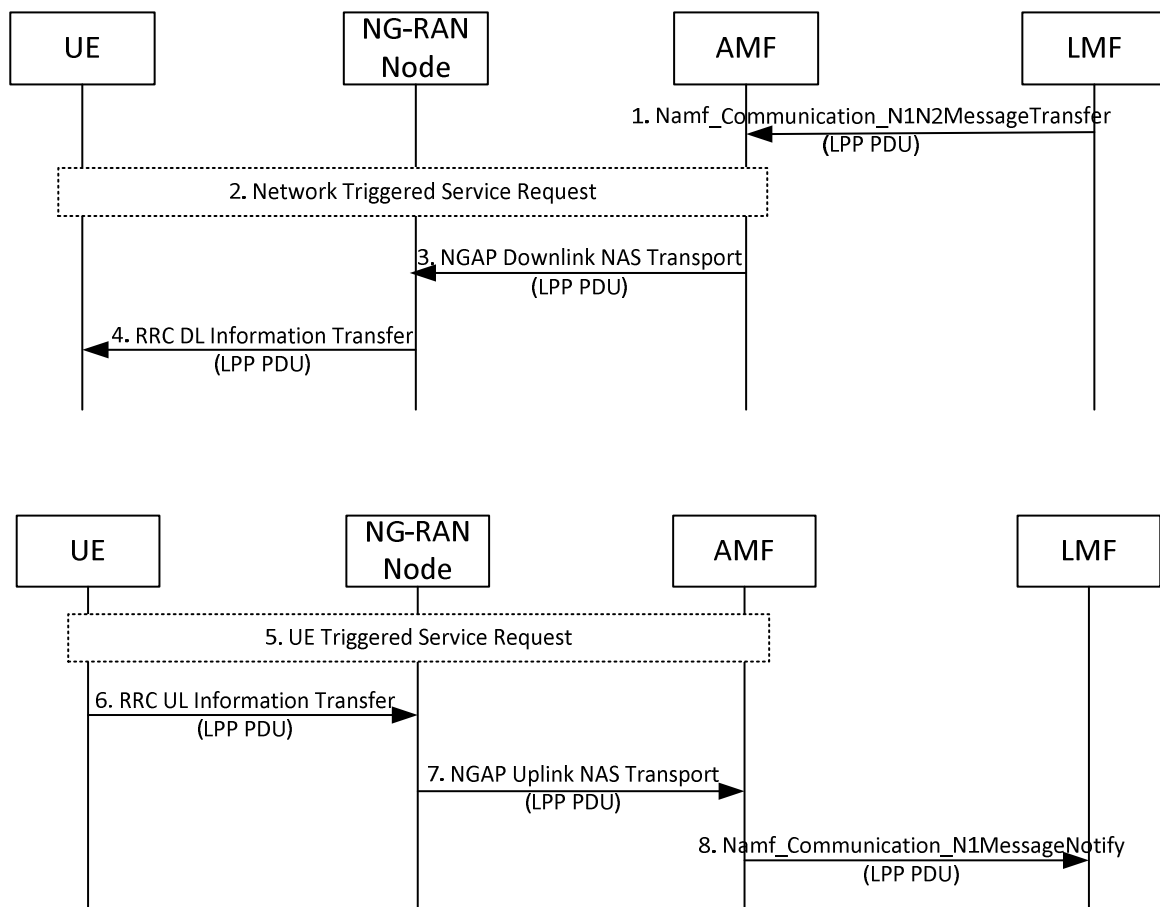 UE
NG-RAN
Node
AMF
LMF
1. Namf_Communication_N1N2MessageTransfer
(LPP PDU)
2. Network Triggered Service Request
3. NGAP Downlink NAS Transport
(LPP PDU)
4. RRC DL Information Transfer
(LPP PDU)
UE
NG-RAN
Node
AMF
LMF
5. UE Triggered Service Request
6. RRC UL Information Transfer
(LPP PDU)
7. NGAP Uplink NAS Transport
(LPP PDU)
8. Namf_Communication_N1MessageNotify
(LPP PDU)